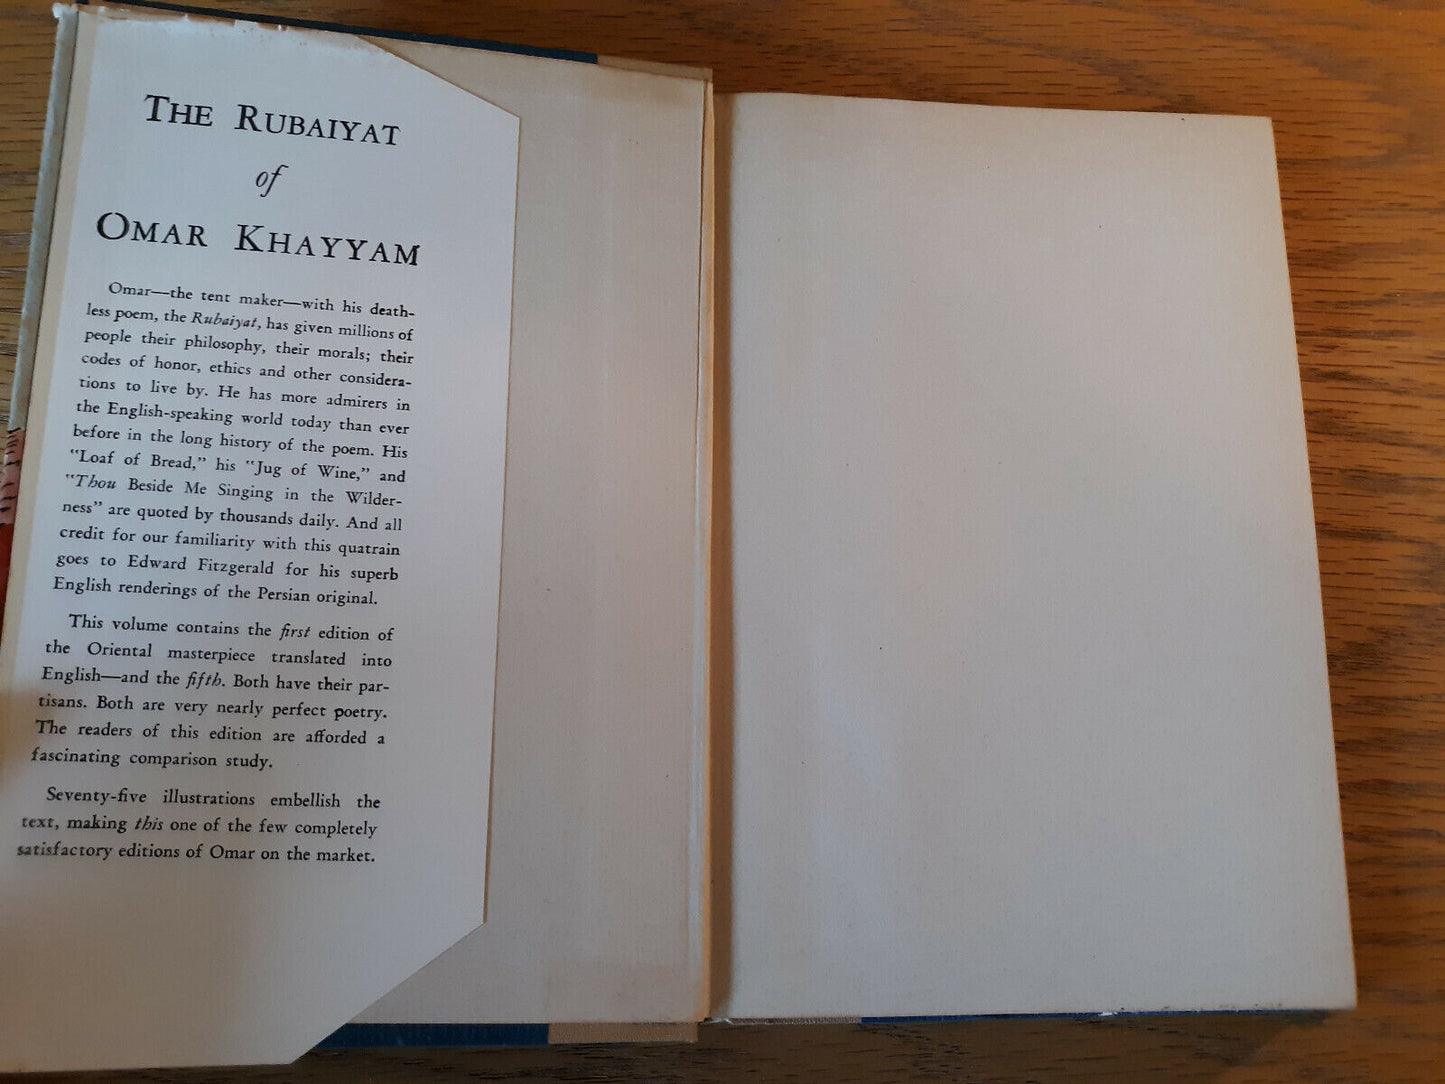 THE RUBAIYAT
of
OMAR KHAYYAM
Omar—the tent maker—with his death-
less poem, the Rubaiyat, has given millions of
people their philosophy, their morals; their
codes of honor, ethics and other considera-
tions to live by. He has more admirers in
the English-speaking world today than ever
before in the long history of the poem. His
"Loaf of Bread," his "Jug of Wine," and
"Thou Beside Me Singing in the Wilder-
ness" are quoted by thousands daily. And all
credit for our familiarity with this quatrain
goes to Edward Fitzgerald for his superb
English renderings of the Persian original.
This volume contains the first edition of
the Oriental masterpiece translated into
English—and the fifth. Both have their par-
tisans. Both are very nearly perfect poetry.
The readers of this edition are afforded a
fascinating comparison study.
Seventy-five illustrations embellish the
text, making this one of the few completely
satisfactory editions of Omar on the market.